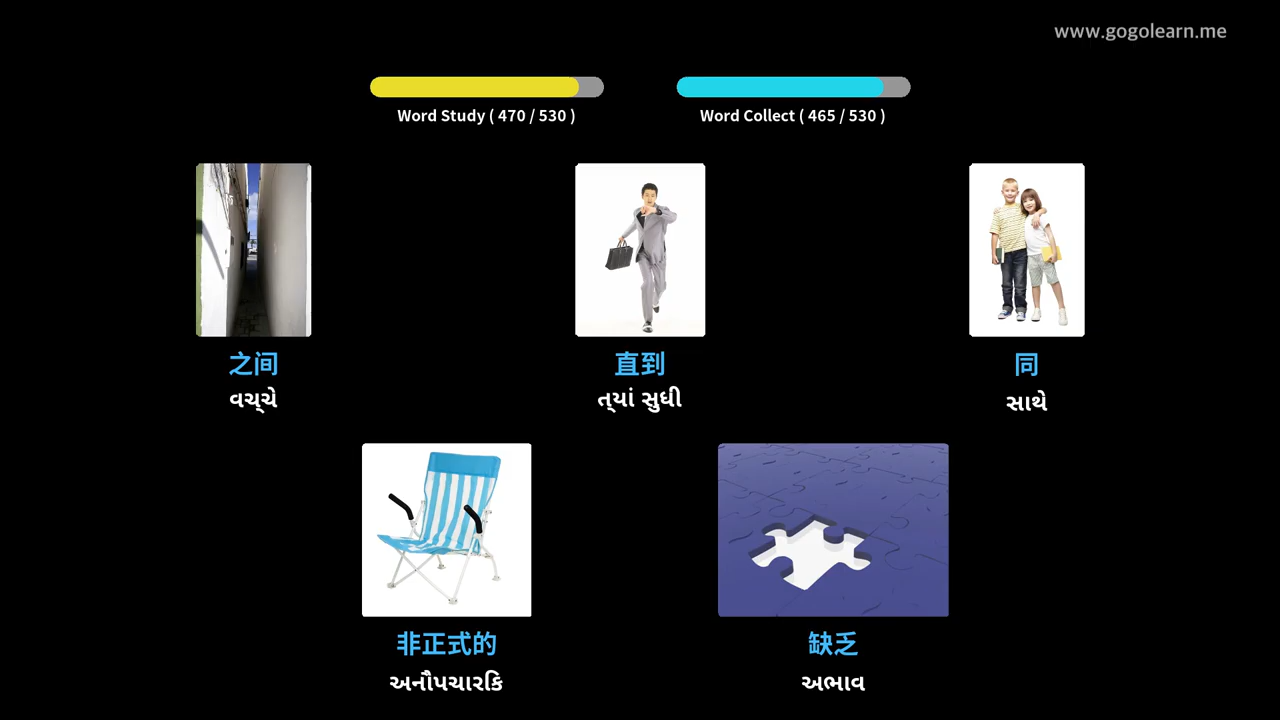 www.gogolearn.me
Word Study ( 470 / 530 )
Word Collect ( 465 / 530 )
之间
વચ્ચે
直到
ત્યાં સુધી
同
સાથે
非正式的
અનૌપચારકિ
缺乏
અભાવ